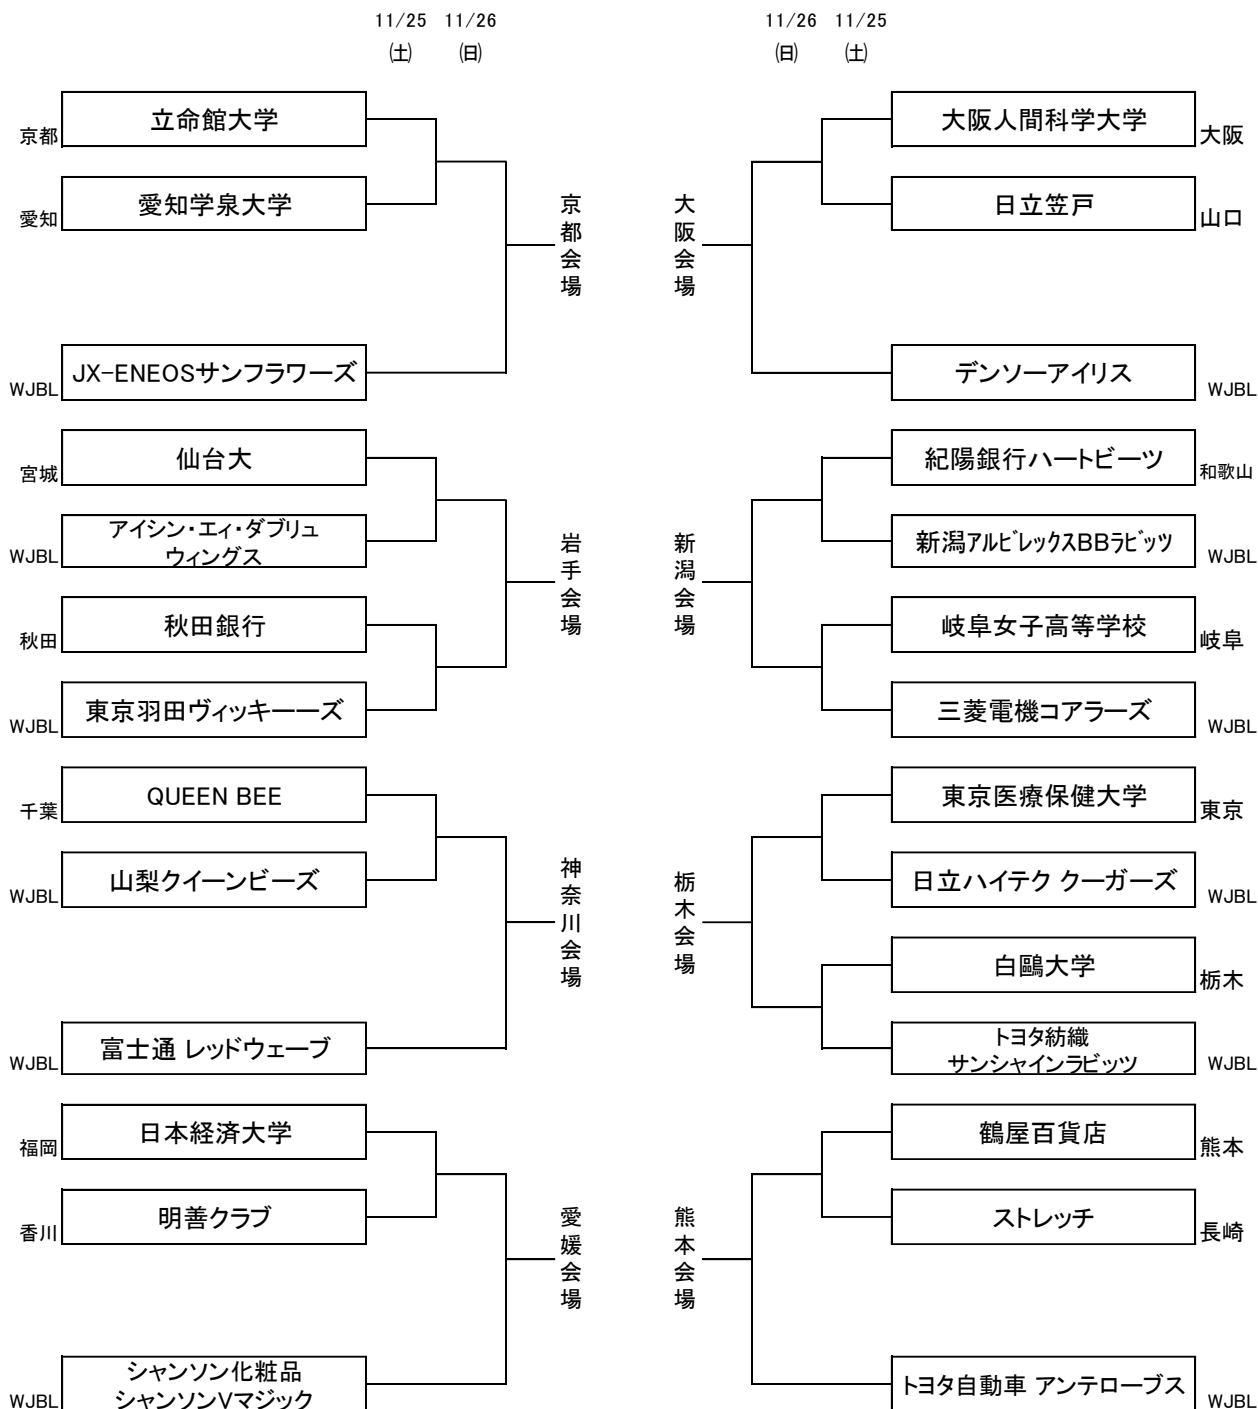 11/25 11/26
(土) (日)
11/26 11/25
(日) (土)
立命館大学
京都
愛知学泉大学
愛知
JX-ENEOSサンフラワーズ
WJBL
京都会場
仙台大
宮城
アイシン・エィ・ダブリュ
ウィングス
WJBL
秋田銀行
秋田
東京羽田ヴィッキーーズ
WJBL
岩手会場
QUEEN BEE
千葉
山梨クイーンビーズ
WJBL
富士通 レッドウェーブ
WJBL
神奈川会場
日本経済大学
福岡
明善クラブ
香川
シャンソン化粧品
シャンソンVマジック
WJBL
愛媛会場
大阪人間科学大学
大阪
日立笠戸
山口
デンソーアイリス
WJBL
大阪会場
紀陽銀行ハートビーツ
和歌山
新潟アルビレックスBBラビッツ
WJBL
岐阜女子高等学校
岐阜
三菱電機コアラーズ
WJBL
新潟会場
東京医療保健大学
東京
日立ハイテク クーガーズ
WJBL
白鷗大学
栃木
トヨタ紡織
サンシャインラビッツ
WJBL
栃木会場
鶴屋百貨店
熊本
ストレッチ
長崎
トヨタ自動車 アンテローブス
WJBL
熊本会場